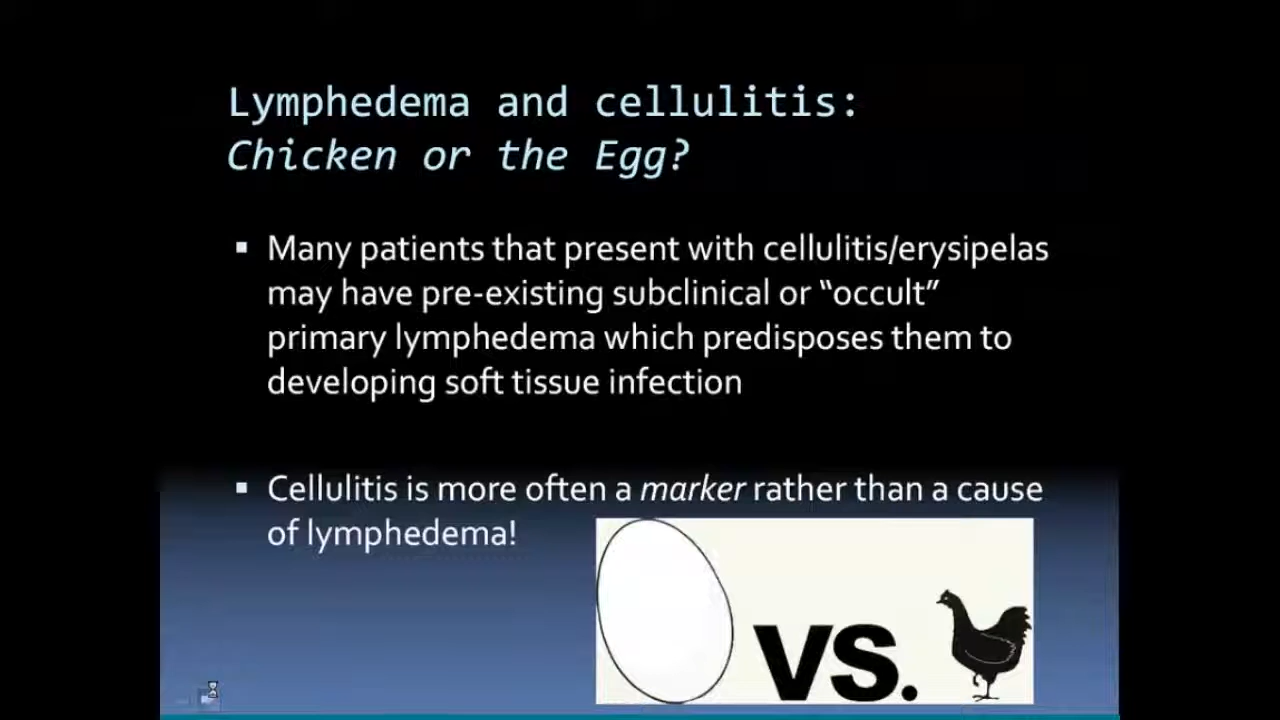 Lymphedema and cellulitis:
Chicken or the Egg?
▪ Many patients that present with cellulitis/erysipelas
may have pre-existing subclinical or “occult”
primary lymphedema which predisposes them to
developing soft tissue infection
▪ Cellulitis is more often a marker rather than a cause
of lymphedema!
VS.